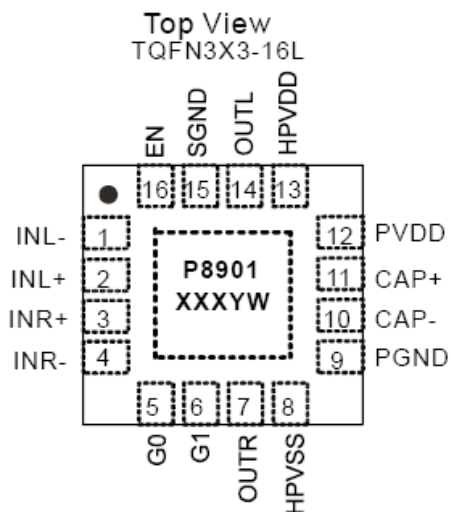 Top View
TQFN3X3-16L
EN
SGND
OUTL
HPVDD
16
15
14
13
INL-
1
INL+
2
INR+
3
INR-
4
P8901
XXXYW
12
PVDD
11
CAP+
10
CAP-
9
PGND
5
6
7
8
G0
G1
OUTR
HPVSS